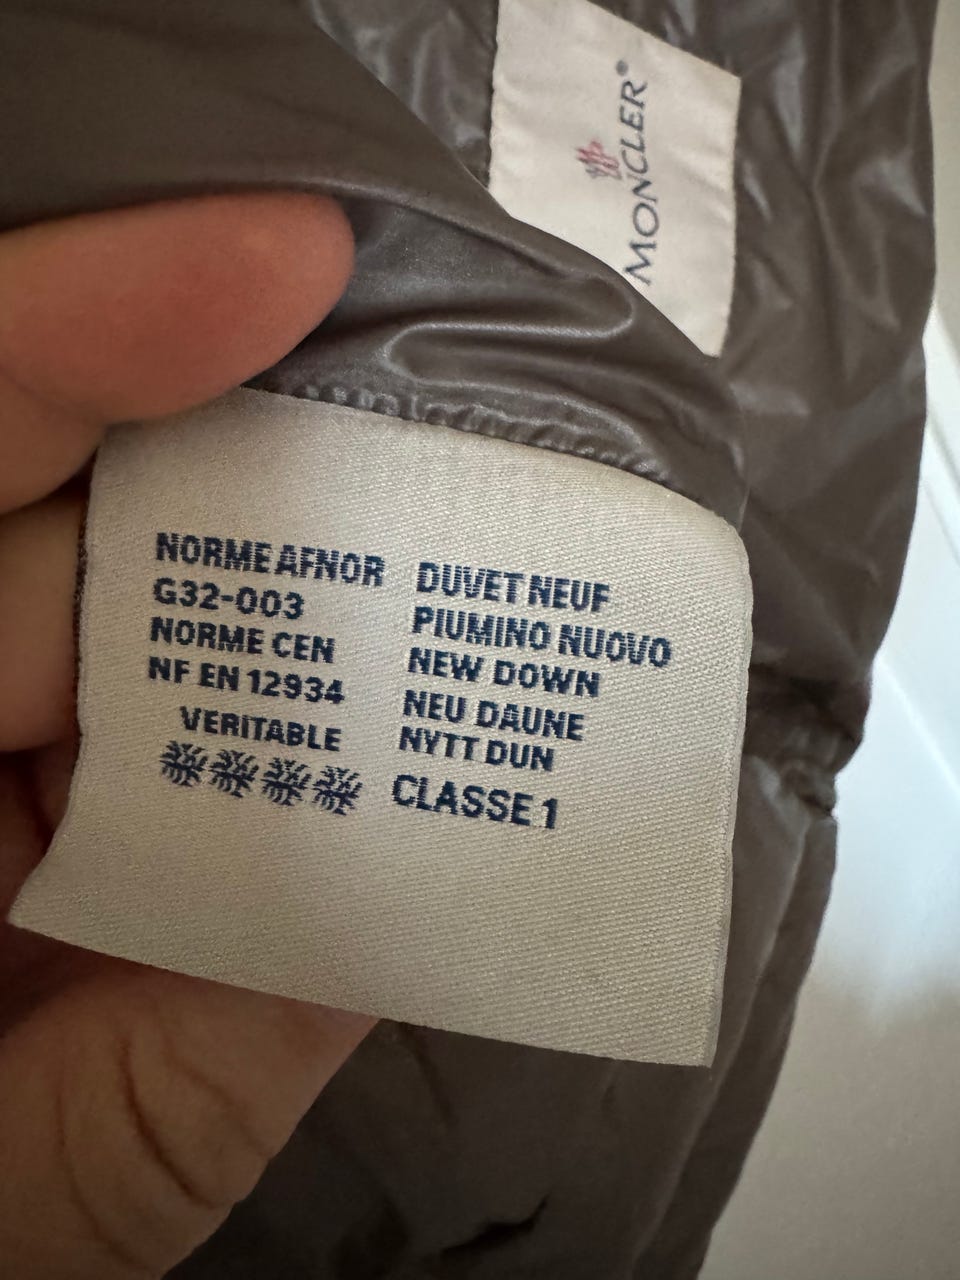 MONCLER
NORME AFNOR
G32-003
NORME CEN
NF EN 12934
VERITABLE
DUVET NEUF
PIUMINO NUOVO
NEW DOWN
NEU DAUNE
NYTT DUN
CLASSE 1